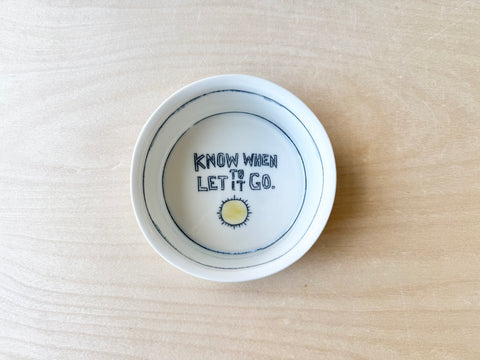 KNOW WHEN
TO
LET IT GO.